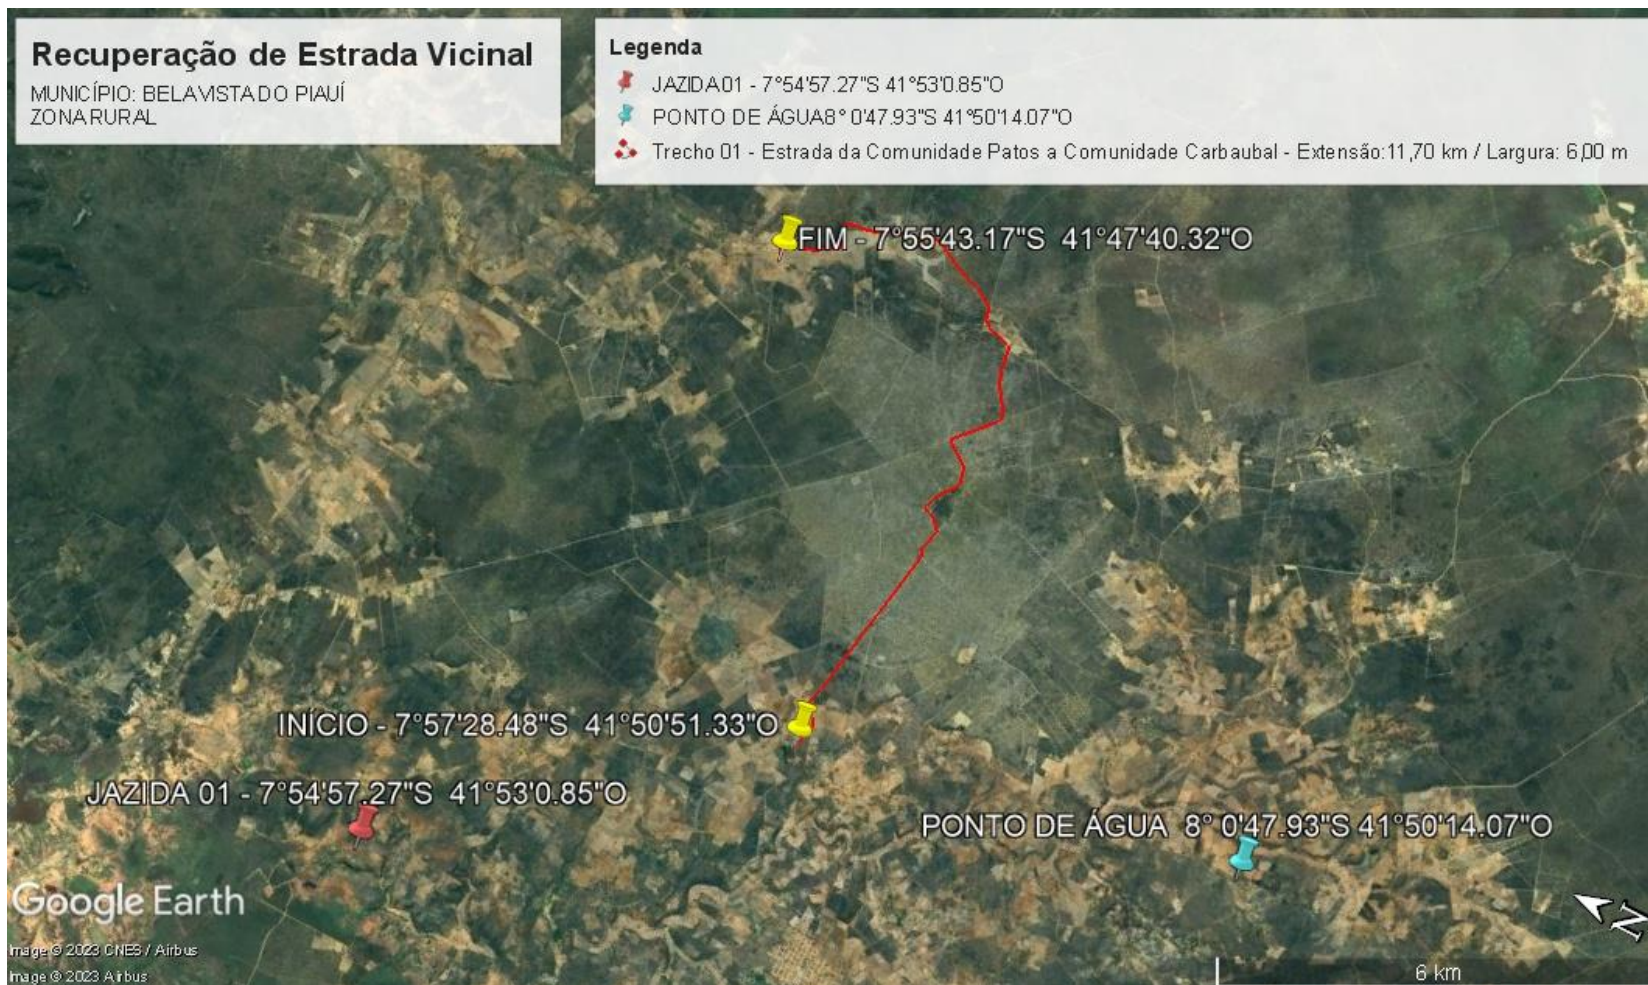 Recuperação de Estrada Vicinal
MUNICÍPIO: BELA VISTA DO PIAUÍ
ZONA RURAL
Legenda
JAZIDA 01 - 7°54'57.27"S 41°53'0.85"O
PONTO DE ÁGUA8° 0'47.93"S 41°50'14.07"O
Trecho 01 - Estrada da Comunidade Patos a Comunidade Carbaubal - Extensão:11,70 km / Largura: 6,00 m
FIM - 7°55'43.17"S 41°47'40.32"O
INÍCIO - 7°57'28.48"S 41°50'51.33"O
JAZIDA 01 - 7°54'57.27"S 41°53'0.85"O
PONTO DE ÁGUA 8° 0'47.93"S 41°50'14.07"O
Google Earth
Image © 2023 CNES / Airbus
Image © 2023 Airbus
N
6 km